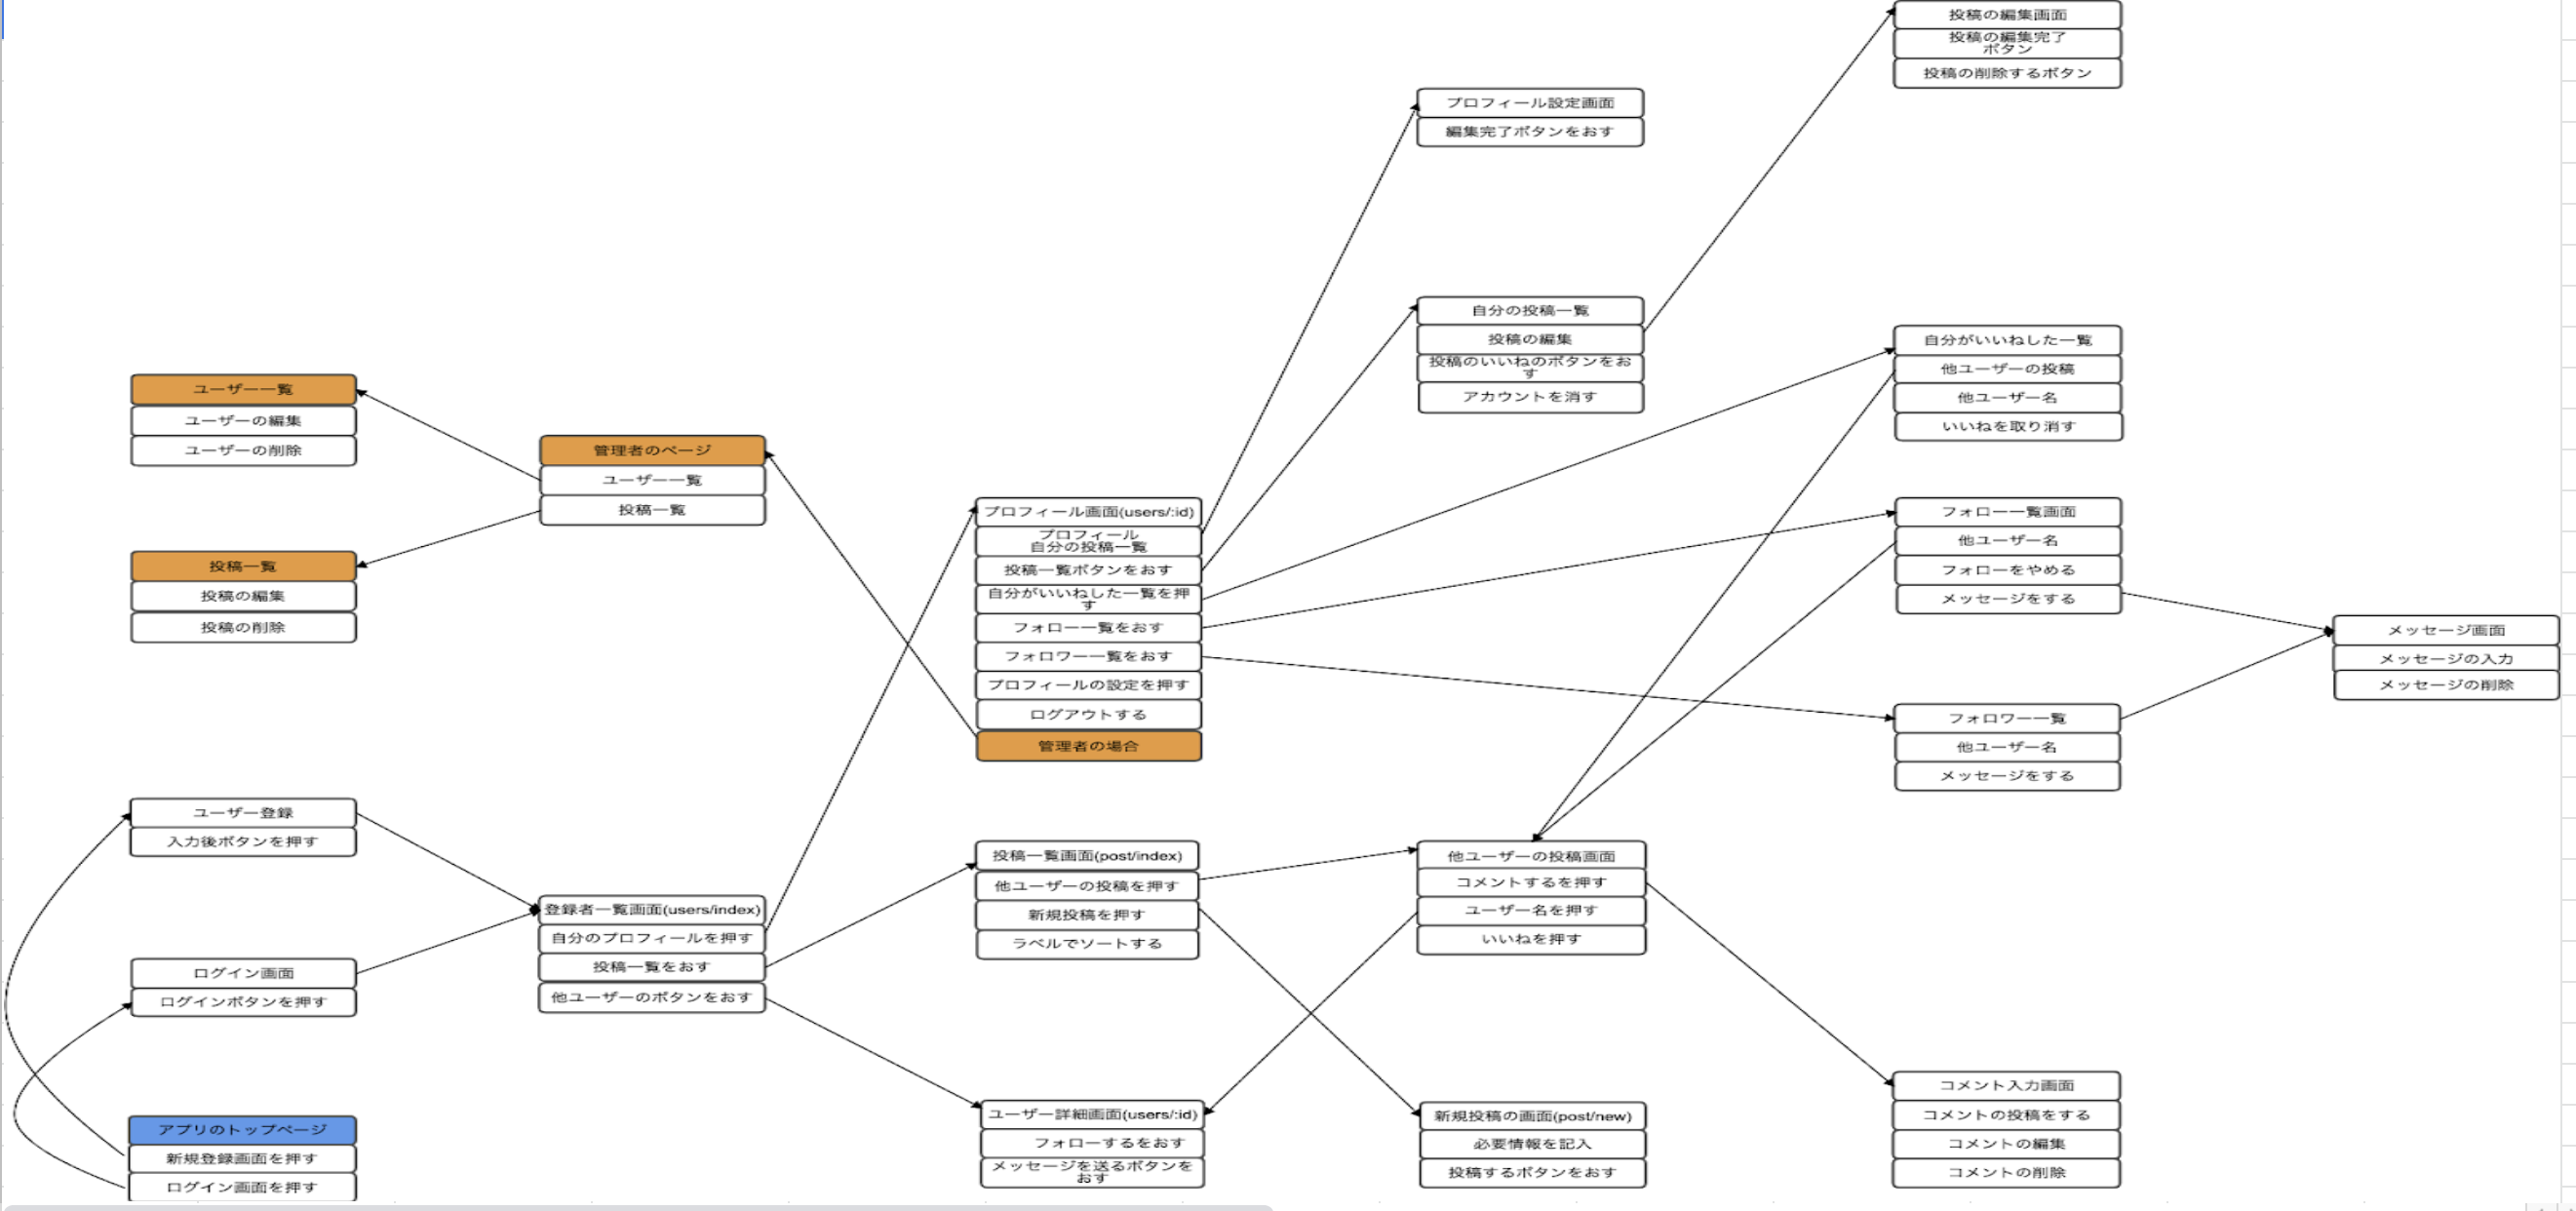 投稿の編集画面
投稿の編集完了
ボタン
投稿の削除するボタン
プロフィール設定画面
編集完了ボタンをおす
自分の投稿一覧
投稿の編集
投稿のいいねのボタンをお
す
アカウントを消す
自分がいいねした一覧
他ユーザーの投稿
他ユーザー名
いいねを取り消す
ユーザー一覧
ユーザーの編集
ユーザーの削除
管理者のページ
ユーザー一覧
投稿一覧
投稿一覧
投稿の編集
投稿の削除
プロフィール画面(users/:id)
プロフィール
自分の投稿一覧
投稿一覧ボタンをおす
自分がいいねした一覧を押
す
フォロー一覧をおす
フォロワー一覧をおす
プロフィールの設定を押す
ログアウトする
管理者の場合
フォロー一覧画面
他ユーザー名
フォローをやめる
メッセージをする
メッセージ画面
メッセージの入力
メッセージの削除
フォロワー一覧
他ユーザー名
メッセージをする
ユーザー登録
入力後ボタンを押す
ログイン画面
ログインボタンを押す
登録者一覧画面(users/index)
自分のプロフィールを押す
投稿一覧をおす
他ユーザーのボタンをおす
投稿一覧画面(post/index)
他ユーザーの投稿を押す
新規投稿を押す
ラベルでソートする
他ユーザーの投稿画面
コメントするを押す
ユーザー名を押す
いいねを押す
アプリのトップページ
新規登録画面を押す
ログイン画面を押す
ユーザー詳細画面(users/:id)
フォローするをおす
メッセージを送るボタンを
おす
新規投稿の画面(post/new)
必要情報を記入
投稿するボタンをおす
コメント入力画面
コメントの投稿をする
コメントの編集
コメントの削除